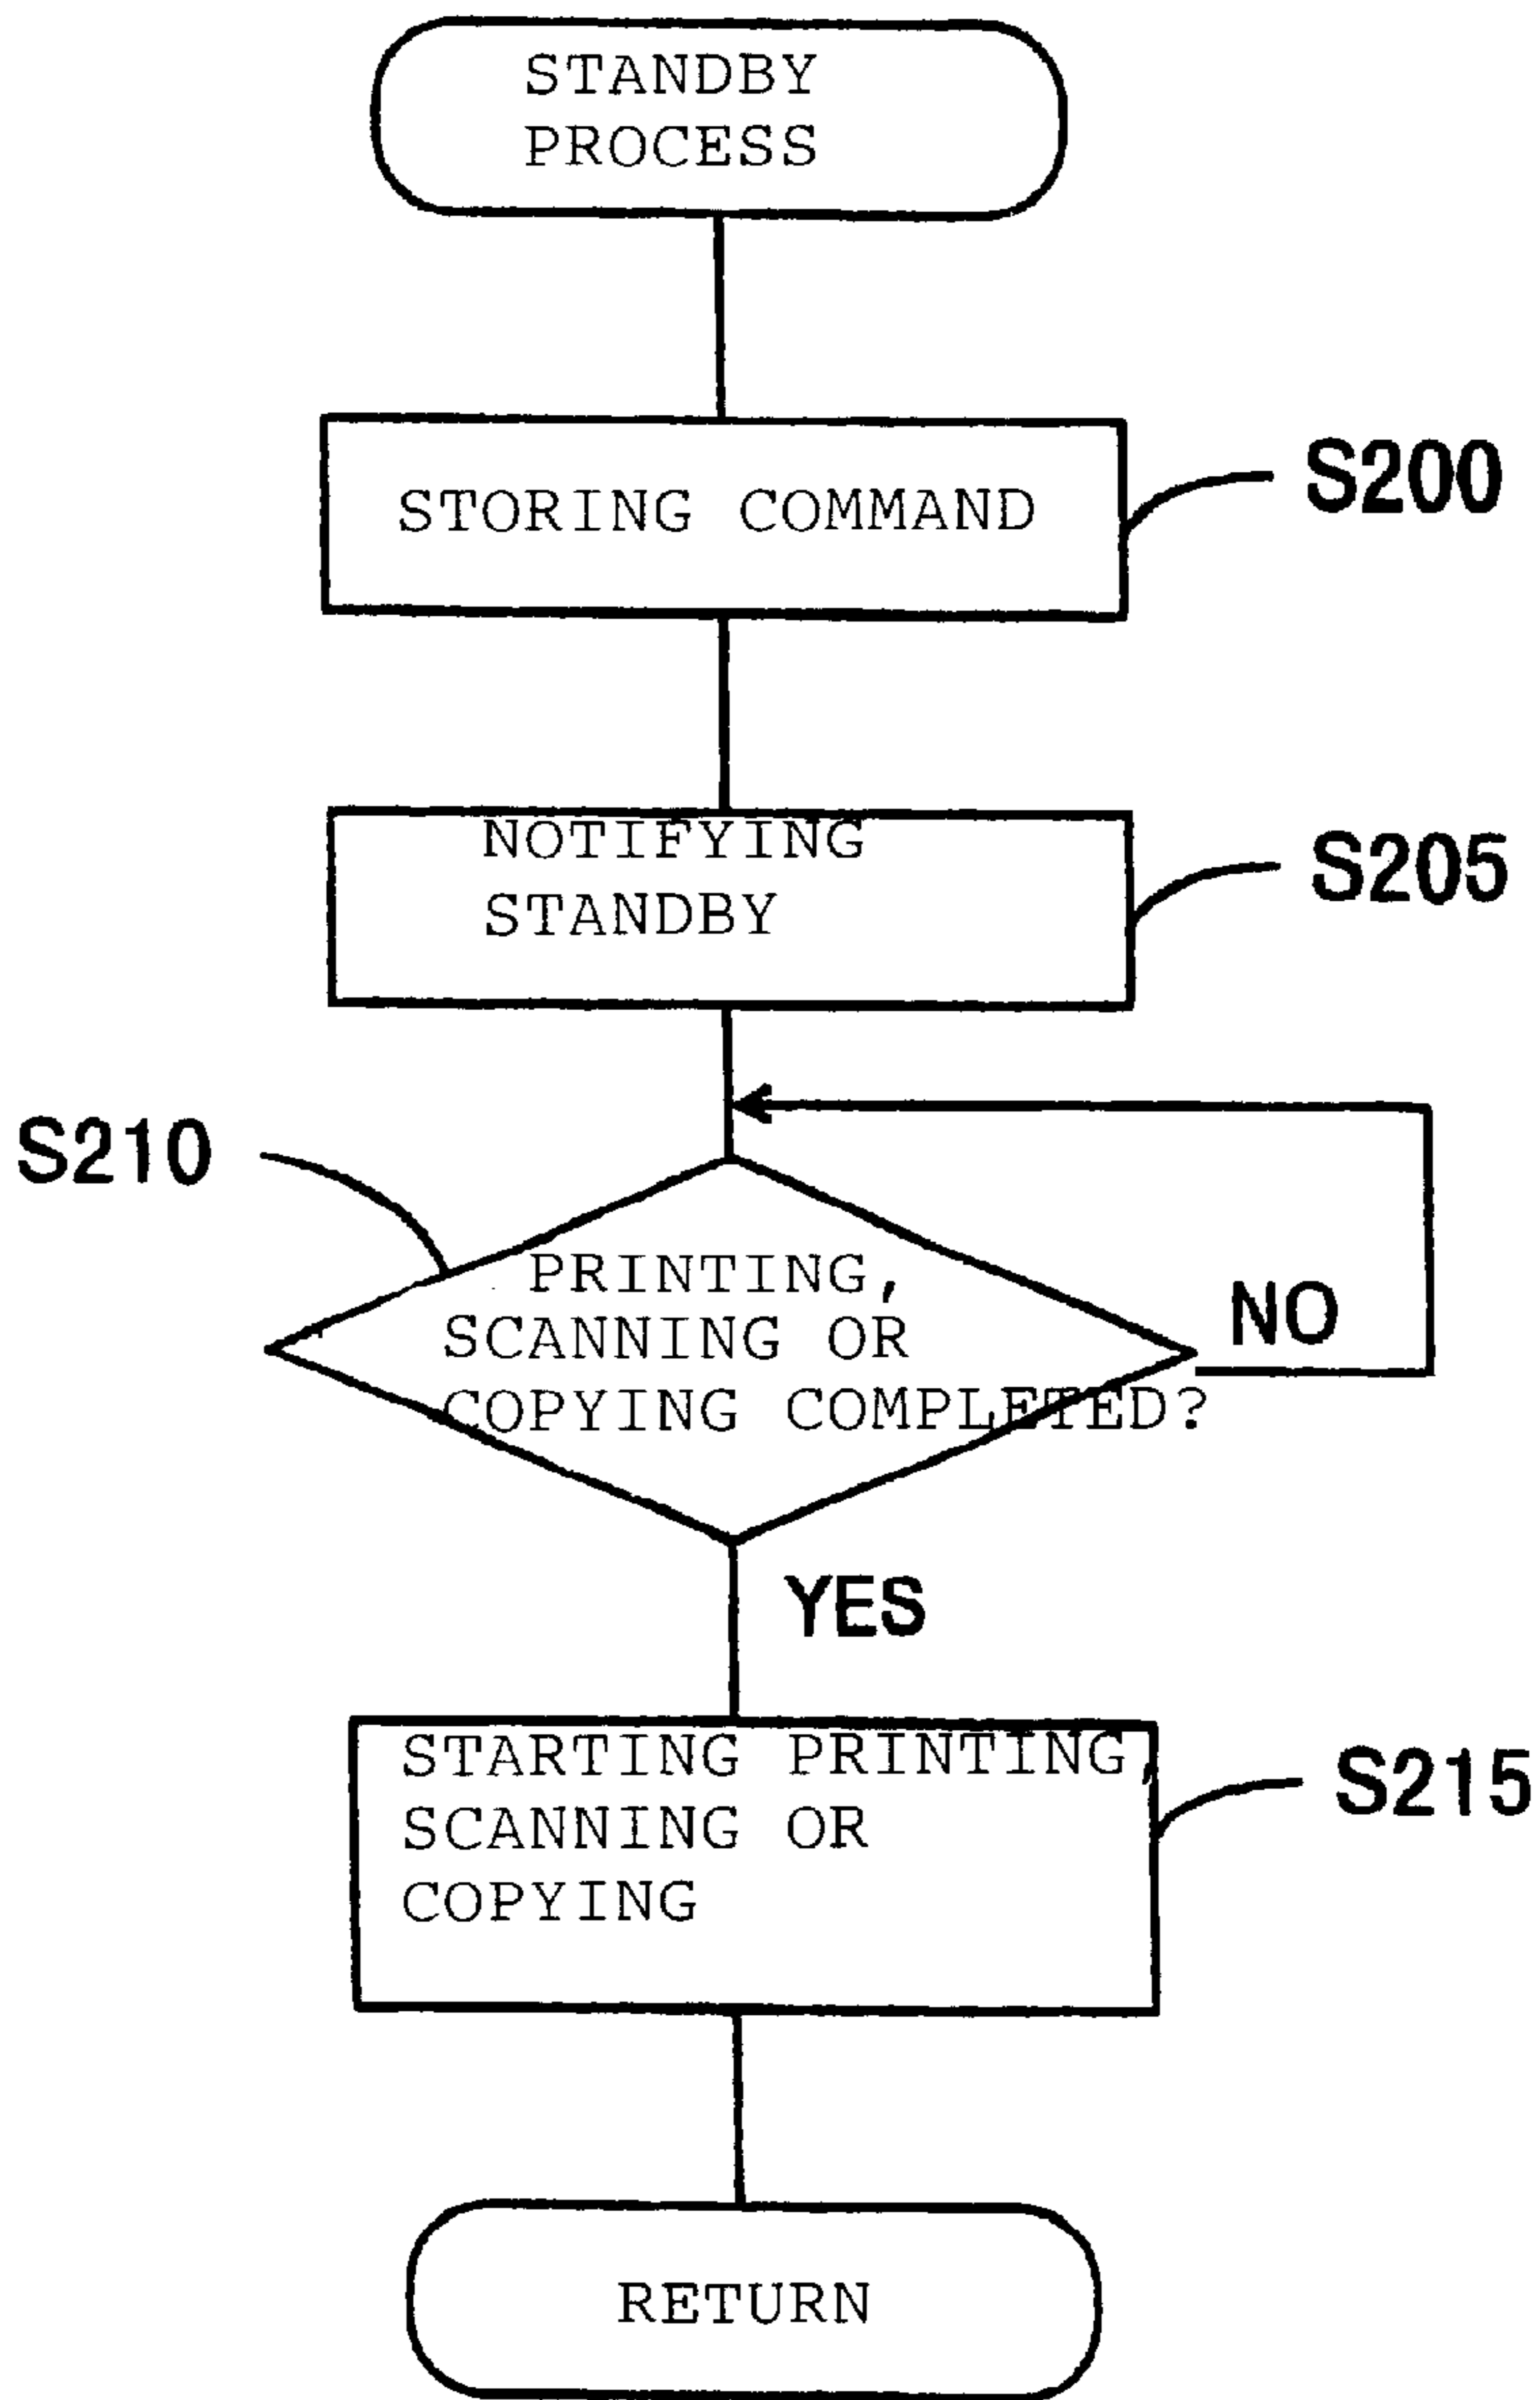 STANDBY
PROCESS
STORING COMMAND
S200
NOTIFYING
STANDBY
S205
S210
PRINTING,
SCANNING OR
COPYING COMPLETED?
NO
YES
STARTING PRINTING,
SCANNING OR
COPYING
S215
RETURN